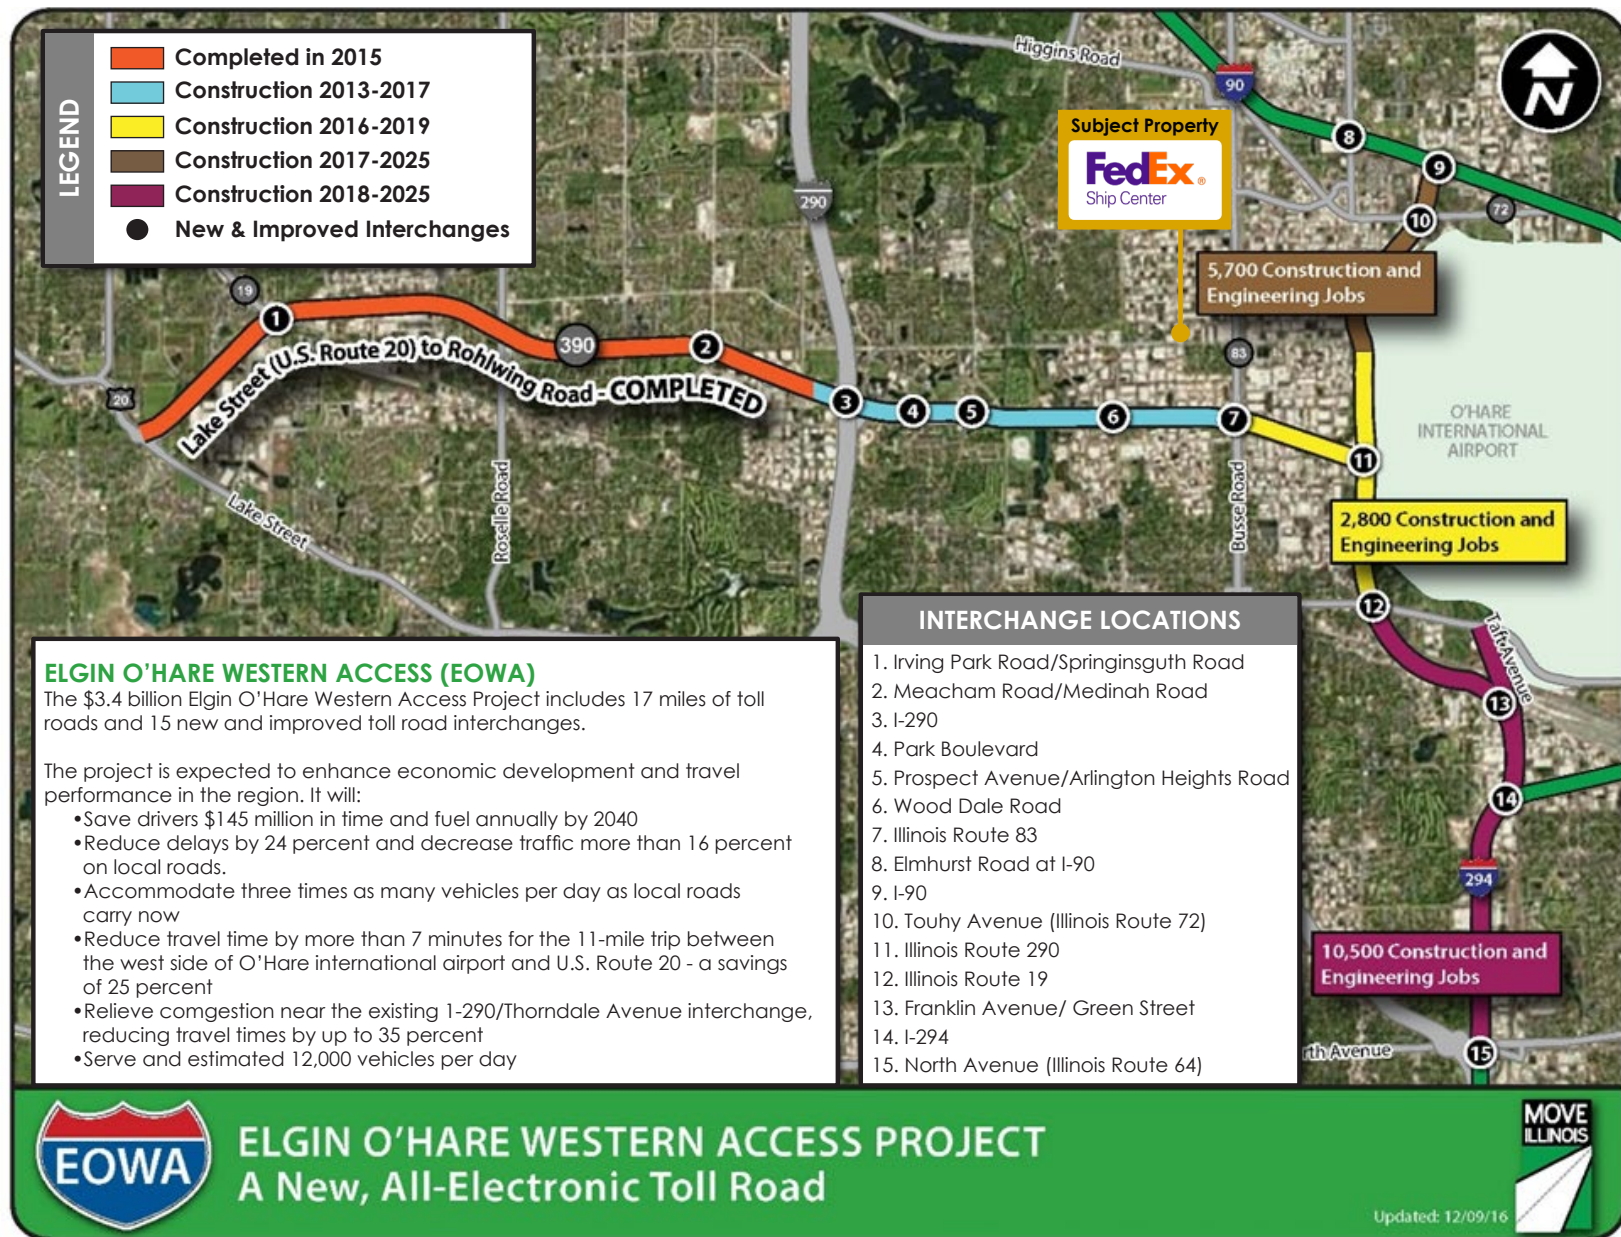 LEGEND
Completed in 2015
Construction 2013-2017
Construction 2016-2019
Construction 2017-2025
Construction 2018-2025
New & Improved Interchanges
Higgins Road
90
N
Subject Property
FedEx®
Ship Center
8
9
10
72
290
5,700 Construction and
Engineering Jobs
19
1
390
2
83
20
Lake Street (U.S. Route 20) to Rohlwing Road - COMPLETED
3
4
5
6
7
11
O'HARE
INTERNATIONAL
AIRPORT
Lake Street
Roselle Road
Busse Road
2,800 Construction and
Engineering Jobs
12
Taft Avenue
13
14
294
10,500 Construction and
Engineering Jobs
rth Avenue
15
ELGIN O'HARE WESTERN ACCESS (EOWA)
The $3.4 billion Elgin O'Hare Western Access Project includes 17 miles of toll
roads and 15 new and improved toll road interchanges.
The project is expected to enhance economic development and travel
performance in the region. It will:
•Save drivers $145 million in time and fuel annually by 2040
•Reduce delays by 24 percent and decrease traffic more than 16 percent
on local roads.
•Accommodate three times as many vehicles per day as local roads
carry now
•Reduce travel time by more than 7 minutes for the 11-mile trip between
the west side of O'Hare international airport and U.S. Route 20 - a savings
of 25 percent
•Relieve comgestion near the existing 1-290/Thorndale Avenue interchange,
reducing travel times by up to 35 percent
•Serve and estimated 12,000 vehicles per day
INTERCHANGE LOCATIONS
1. Irving Park Road/Springinsguth Road
2. Meacham Road/Medinah Road
3. I-290
4. Park Boulevard
5. Prospect Avenue/Arlington Heights Road
6. Wood Dale Road
7. Illinois Route 83
8. Elmhurst Road at I-90
9. I-90
10. Touhy Avenue (Illinois Route 72)
11. Illinois Route 290
12. Illinois Route 19
13. Franklin Avenue/ Green Street
14. I-294
15. North Avenue (Illinois Route 64)
EOWA
ELGIN O'HARE WESTERN ACCESS PROJECT
A New, All-Electronic Toll Road
MOVE
ILLINOIS
Updated: 12/09/16